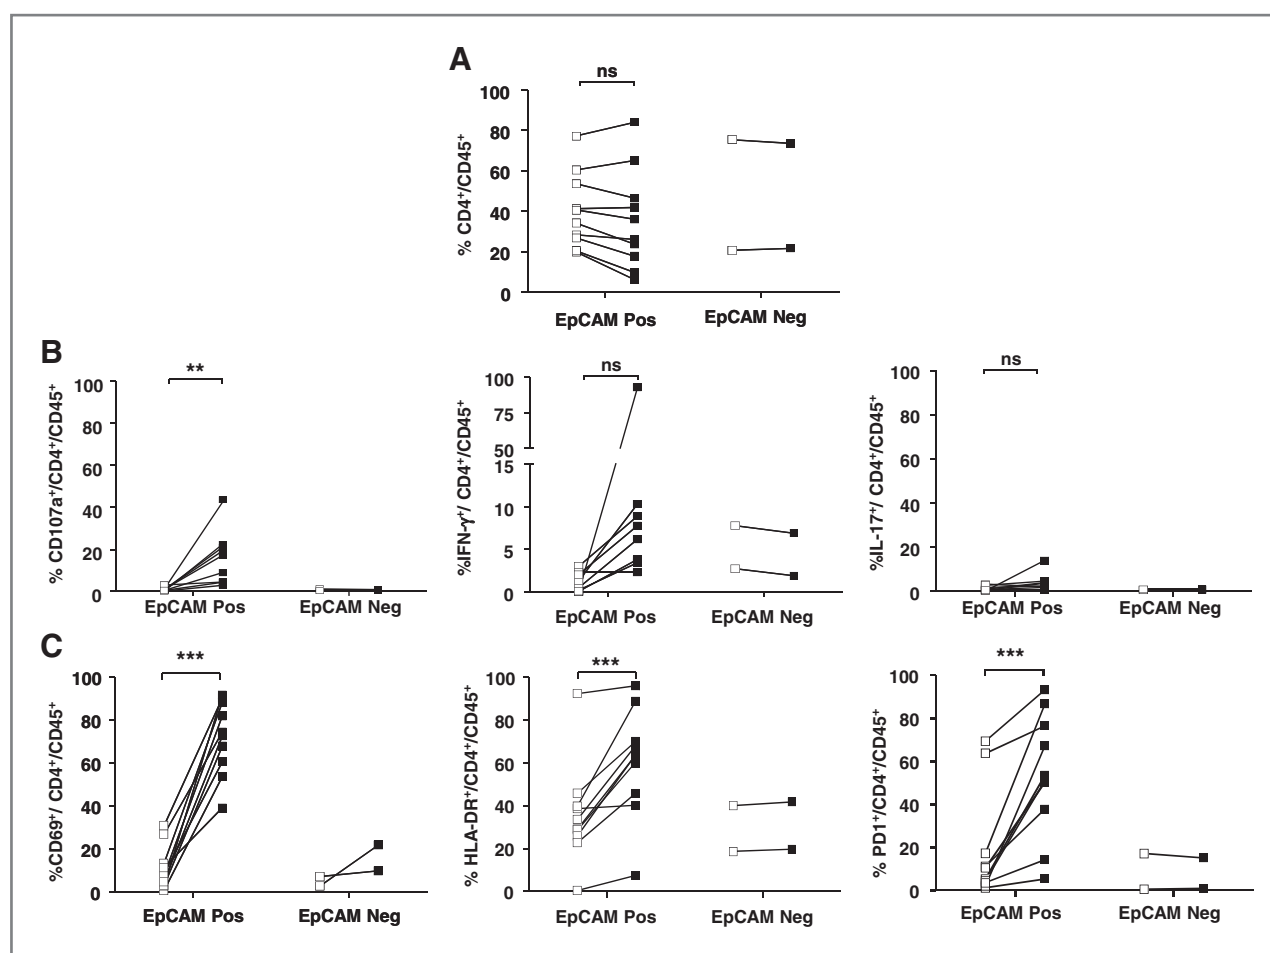 A
ns
% CD4⁺/CD45⁺
100
80
60
40
20
0
EpCAM Pos
EpCAM Neg
B
**
% CD107a⁺/CD4⁺/CD45⁺
100
80
60
40
20
0
EpCAM Pos
EpCAM Neg
ns
%IFN-γ⁺/ CD4⁺/CD45⁺
100
75
50
15
10
5
0
EpCAM Pos
EpCAM Neg
ns
%IL-17⁺/ CD4⁺/CD45⁺
100
80
60
40
20
0
EpCAM Pos
EpCAM Neg
C
***
%CD69⁺/ CD4⁺/CD45⁺
100
80
60
40
20
0
EpCAM Pos
EpCAM Neg
***
% HLA-DR⁺/CD4⁺/CD45⁺
100
80
60
40
20
0
EpCAM Pos
EpCAM Neg
***
% PD1⁺/CD4⁺/CD45⁺
100
80
60
40
20
0
EpCAM Pos
EpCAM Neg